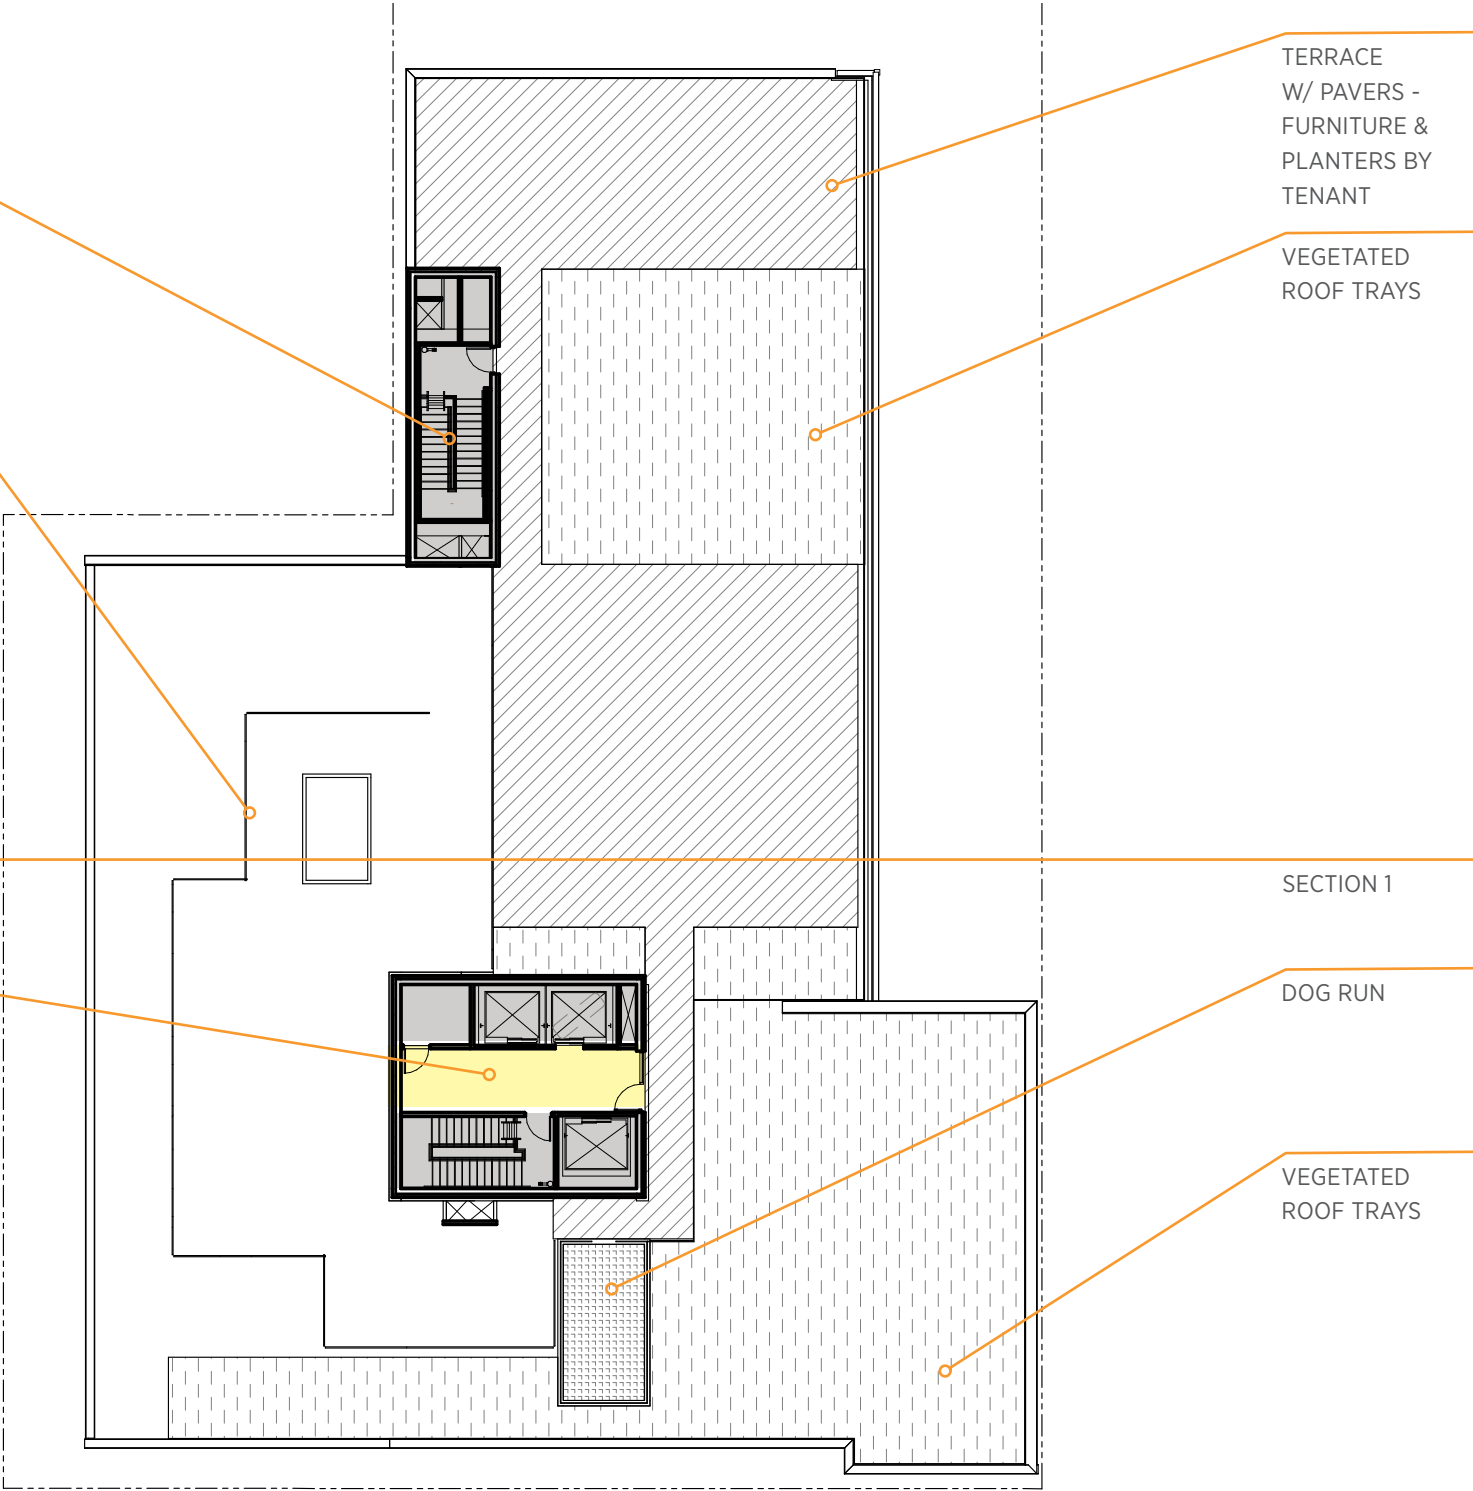 TERRACE
W/ PAVERS -
FURNITURE &
PLANTERS BY
TENANT
VEGETATED
ROOF TRAYS
SECTION 1
DOG RUN
VEGETATED
ROOF TRAYS